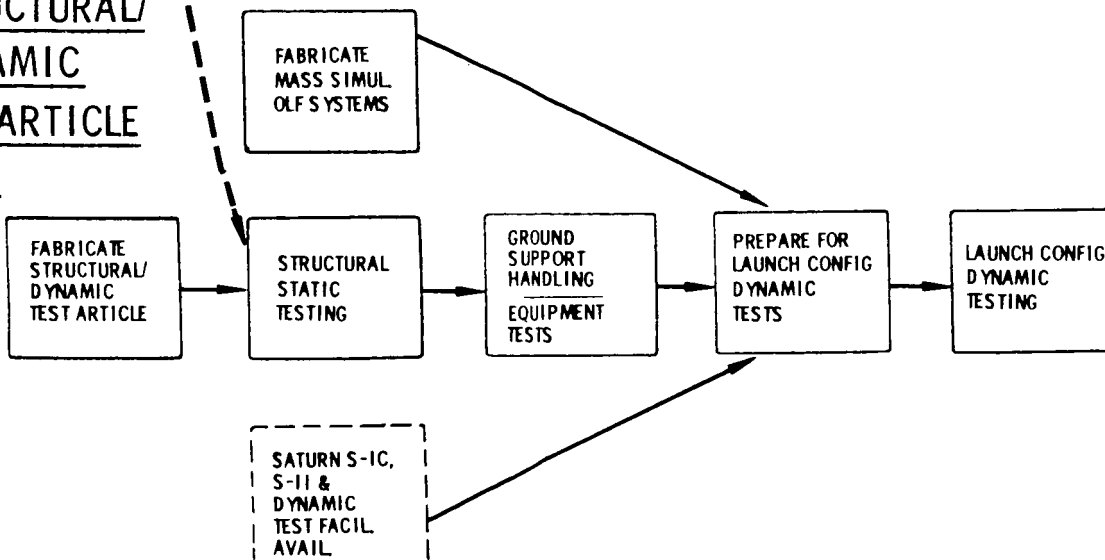 AMIC
ARTICLE
FABRICATE
MASS SIMUL.
OLF SYSTEMS
FABRICATE
STRUCTURAL/
DYNAMIC
TEST ARTICLE
STRUCTURAL
STATIC
TESTING
GROUND
SUPPORT
HANDLING
EQUIPMENT
TESTS
PREPARE FOR
LAUNCH CONFIG
DYNAMIC
TESTS
LAUNCH CONFIG
DYNAMIC
TESTING
SATURN S-IC,
S-II &
DYNAMIC
TEST FACIL.
AVAIL.